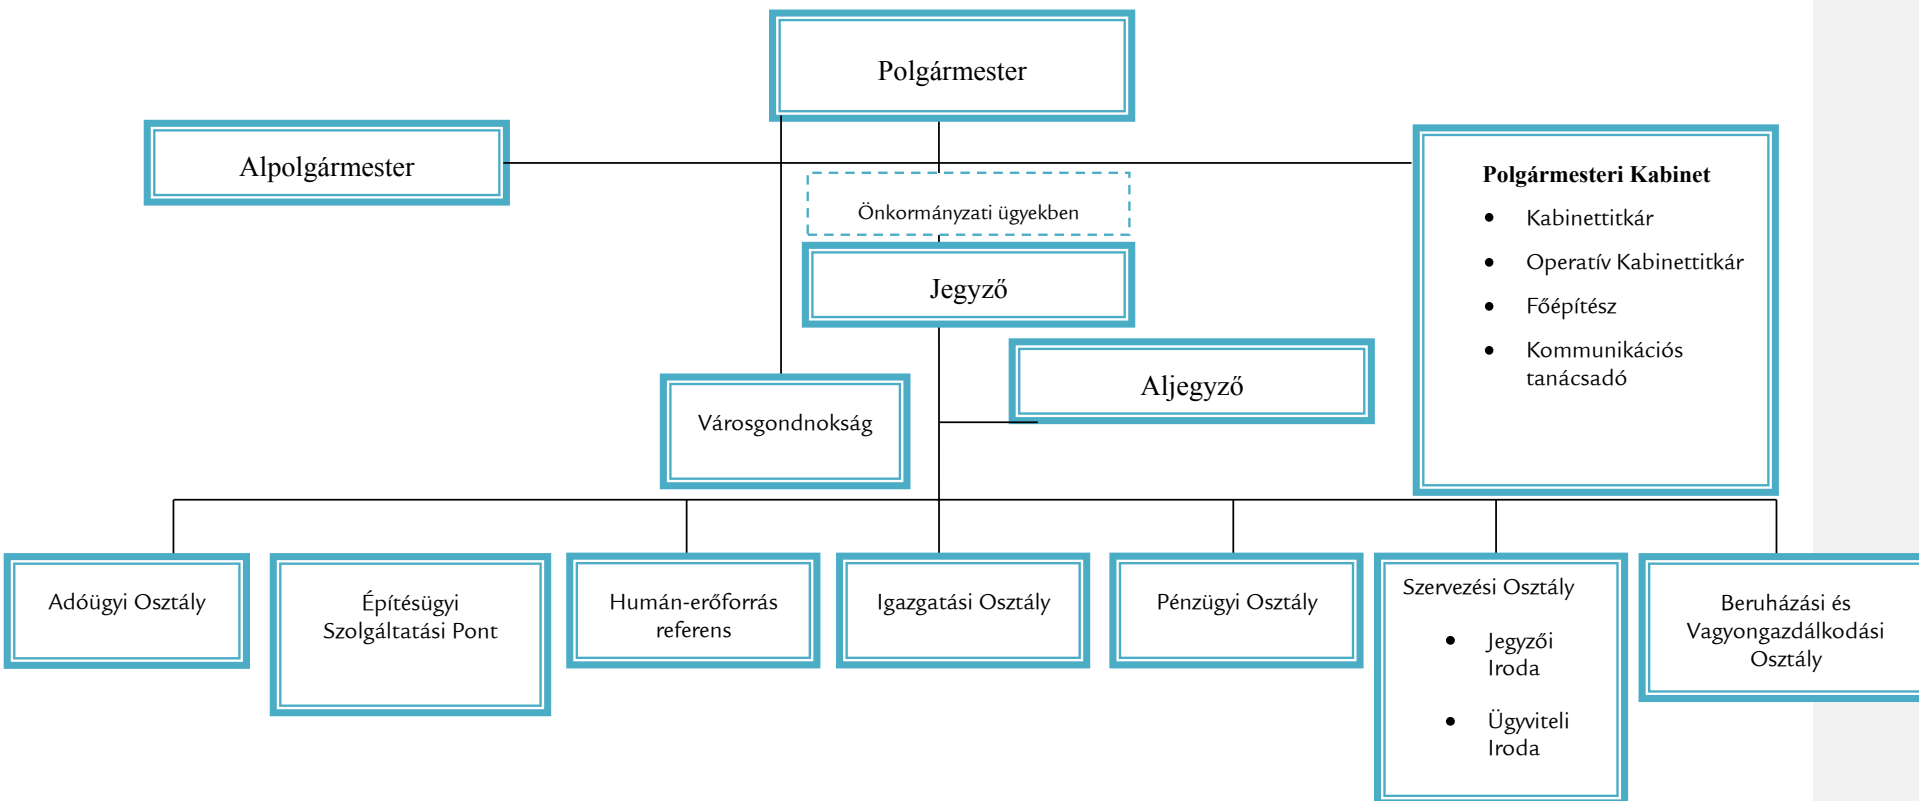 Polgármester
Alpolgármester
Polgármesteri Kabinet
• Kabinettitkár
• Operatív Kabinettitkár
• Főépítész
• Kommunikációs
tanácsadó
Önkormányzati ügyekben
Jegyző
Aljegyző
Városgondnokság
Adóügyi Osztály
Építésügyi
Szolgáltatási Pont
Humán-erőforrás
referens
Igazgatási Osztály
Pénzügyi Osztály
Szervezési Osztály
• Jegyzői
Iroda
• Ügyviteli
Iroda
Beruházási és
Vagyongazdálkodási
Osztály